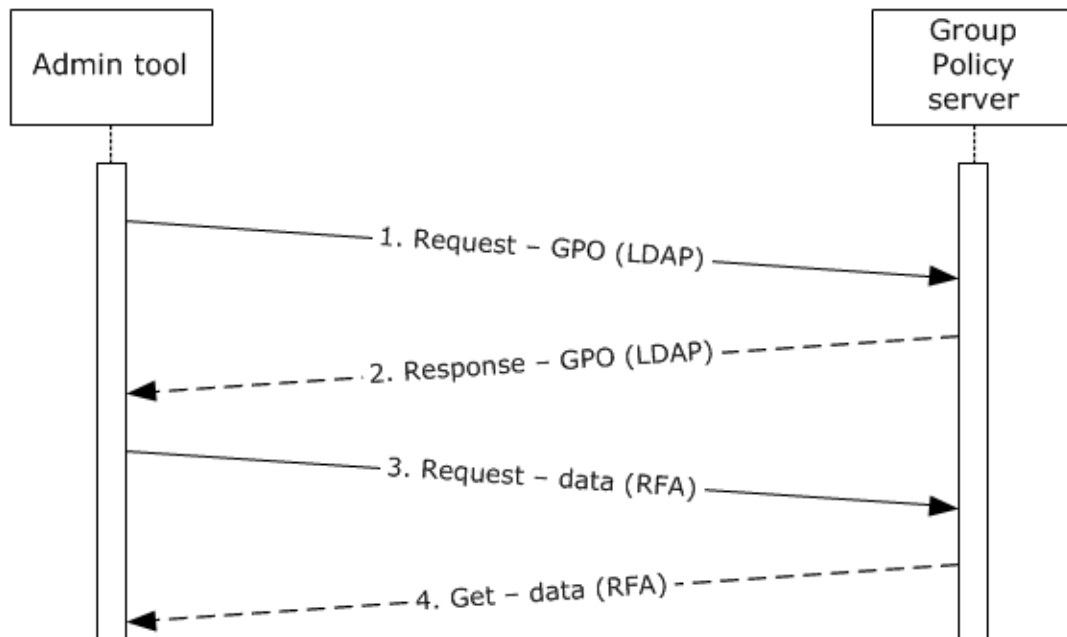 Admin tool
Group
Policy
server
1. Request – GPO (LDAP)
2. Response – GPO (LDAP)
3. Request – data (RFA)
4. Get – data (RFA)